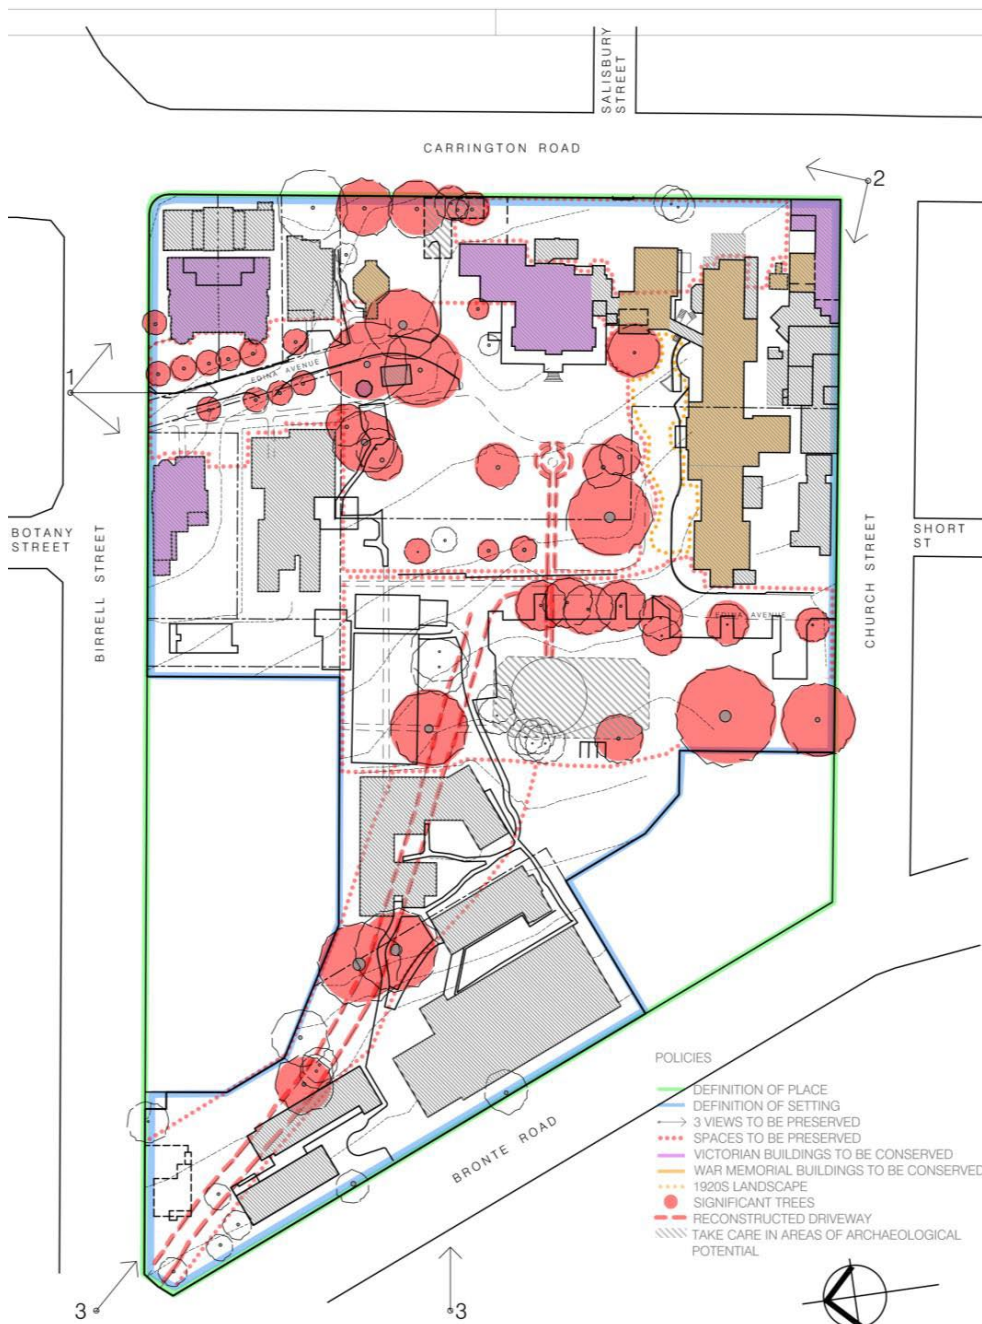 SALISBURY
STREET
CARRINGTON ROAD
2
1
EDINA AVENUE
BOTANY
STREET
BIRRELL STREET
CHURCH STREET
SHORT
ST
EDINA AVENUE
BRONTE ROAD
POLICIES
DEFINITION OF PLACE
DEFINITION OF SETTING
3 VIEWS TO BE PRESERVED
SPACES TO BE PRESERVED
VICTORIAN BUILDINGS TO BE CONSERVED
WAR MEMORIAL BUILDINGS TO BE CONSERVED
1920S LANDSCAPE
SIGNIFICANT TREES
RECONSTRUCTED DRIVEWAY
TAKE CARE IN AREAS OF ARCHAEOLOGICAL
POTENTIAL
3
3